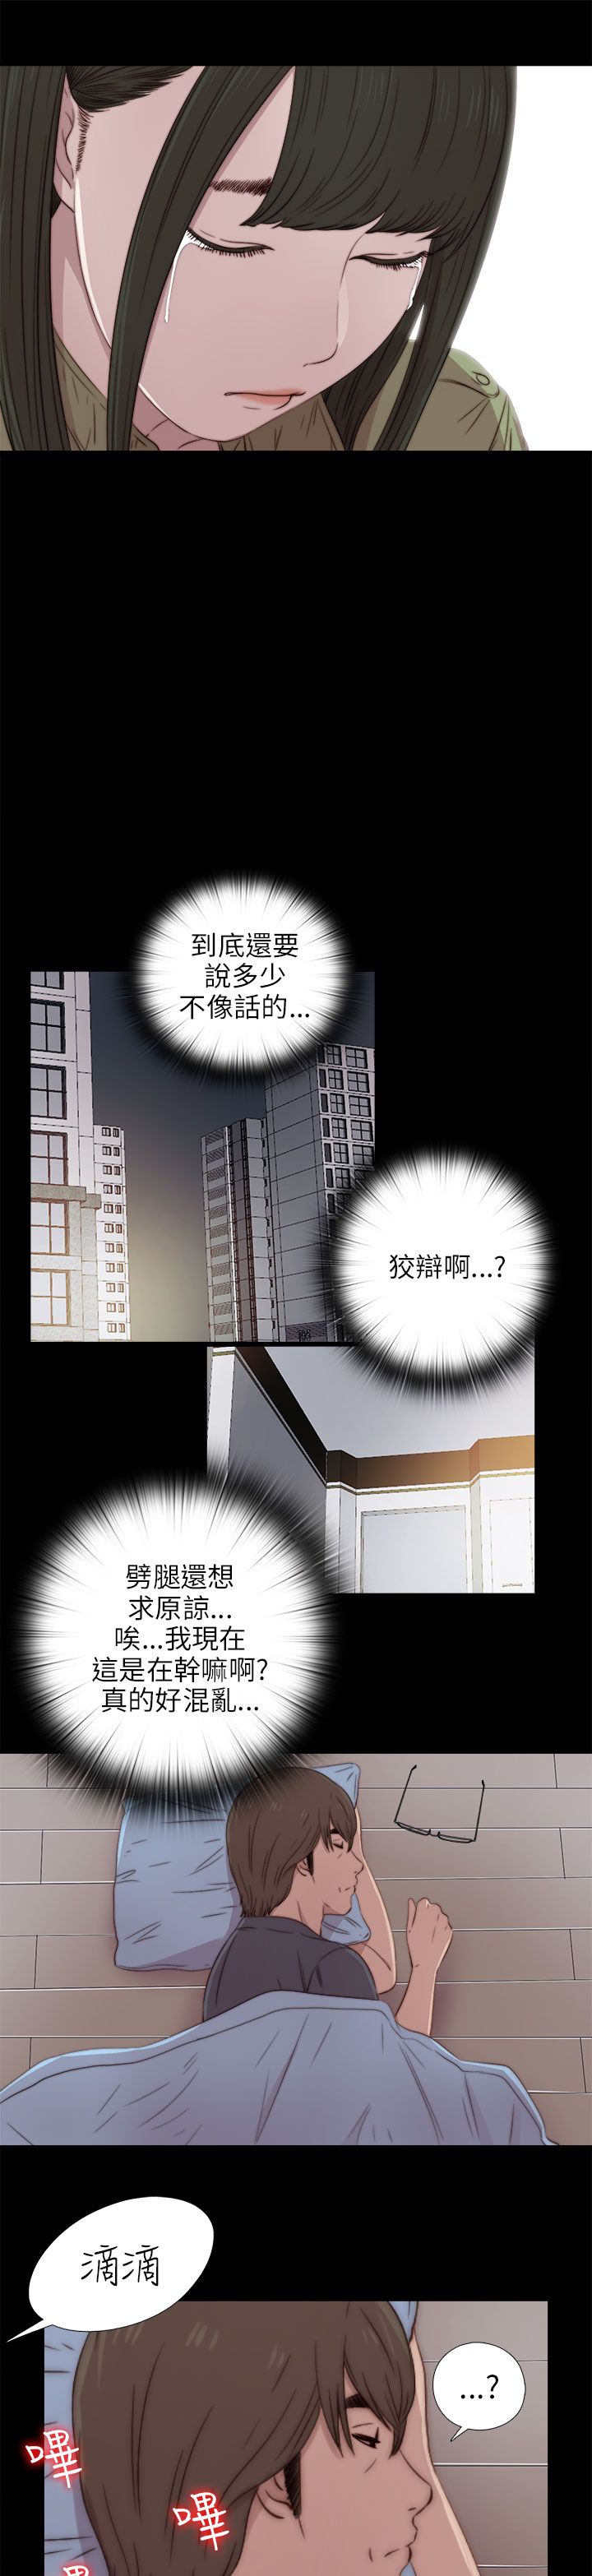 到底還要
說多少
不像話的...
狡辯啊...?
劈腿還想
求原諒...
唉...我現在
這是在幹嘛啊?
真的好混亂...
滴滴
...?
嗶
嗶